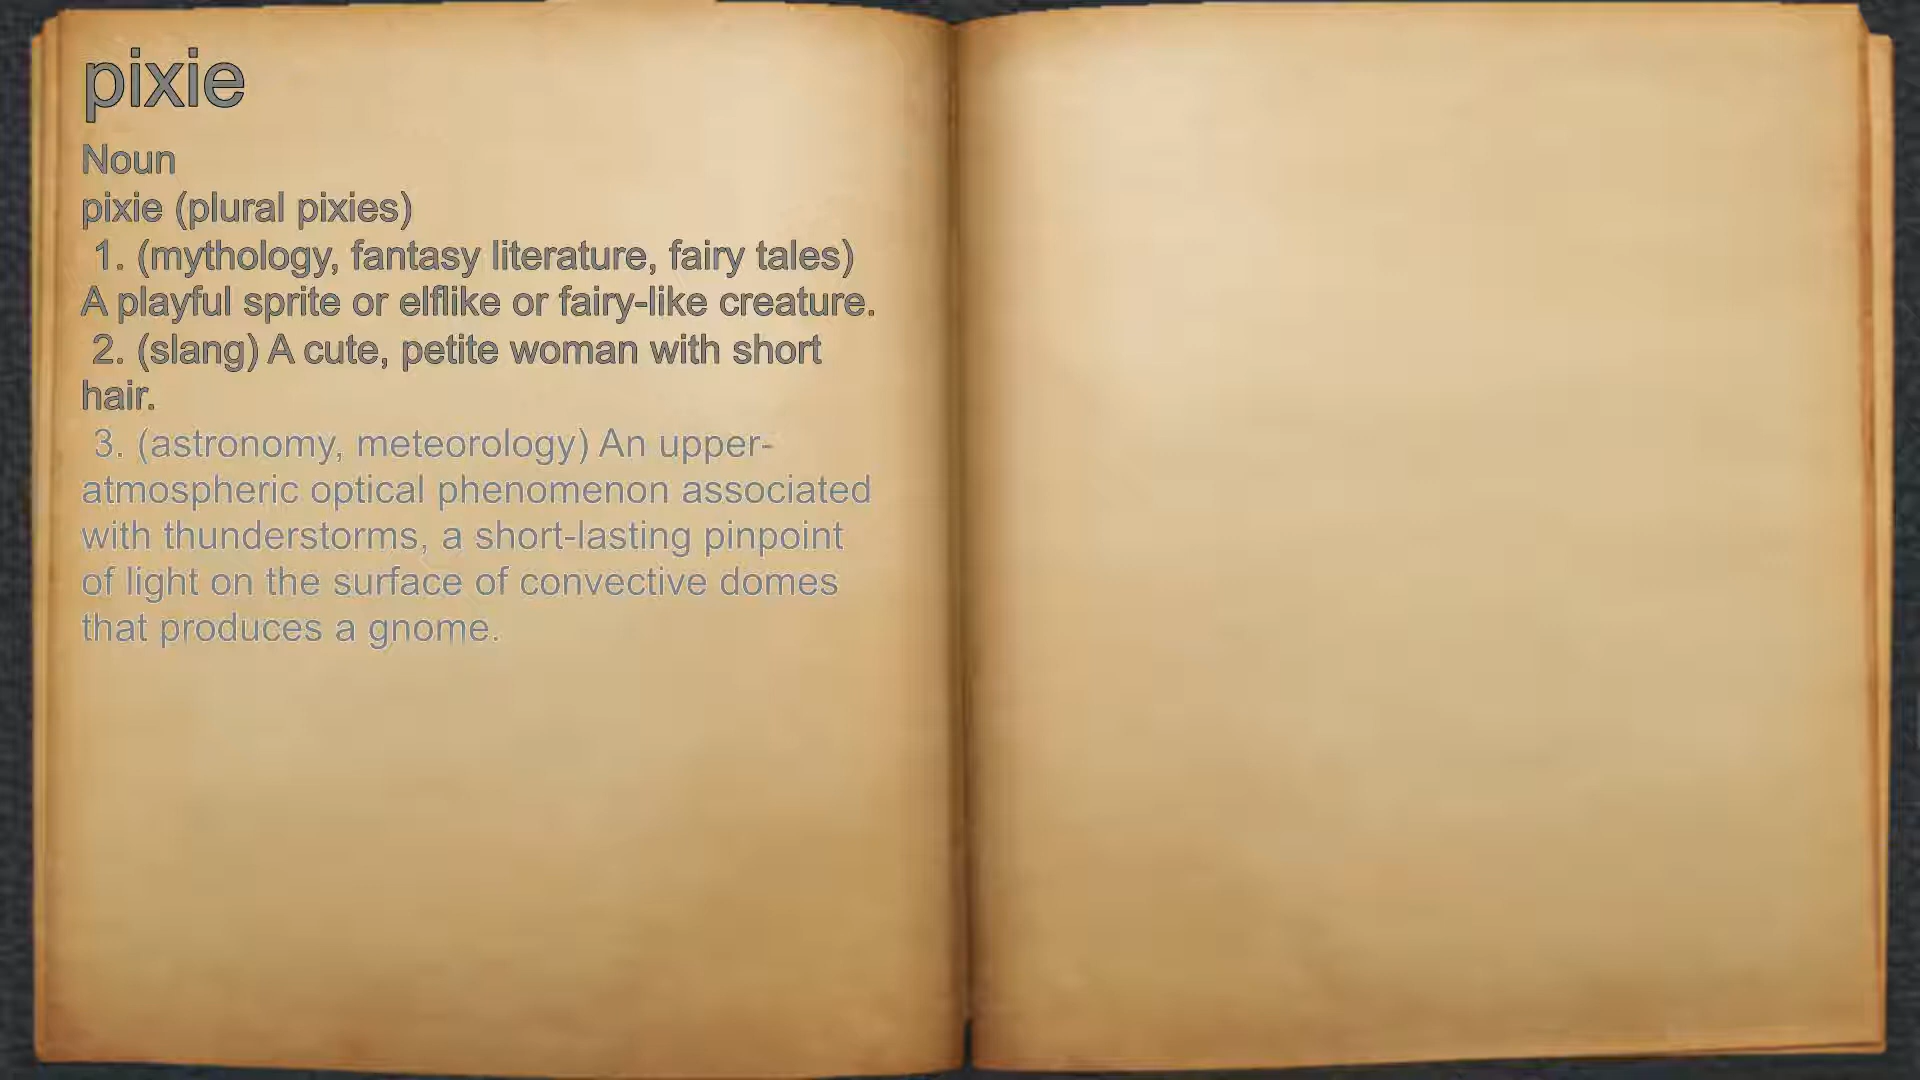 pixie
Noun
pixie (plural pixies)
1. (mythology, fantasy literature, fairy tales)
A playful sprite or elflike or fairy-like creature.
2. (slang) A cute, petite woman with short
hair.
3. (astronomy, meteorology) An upper-
atmospheric optical phenomenon associated
with thunderstorms, a short-lasting pinpoint
of light on the surface of convective domes
that produces a gnome.